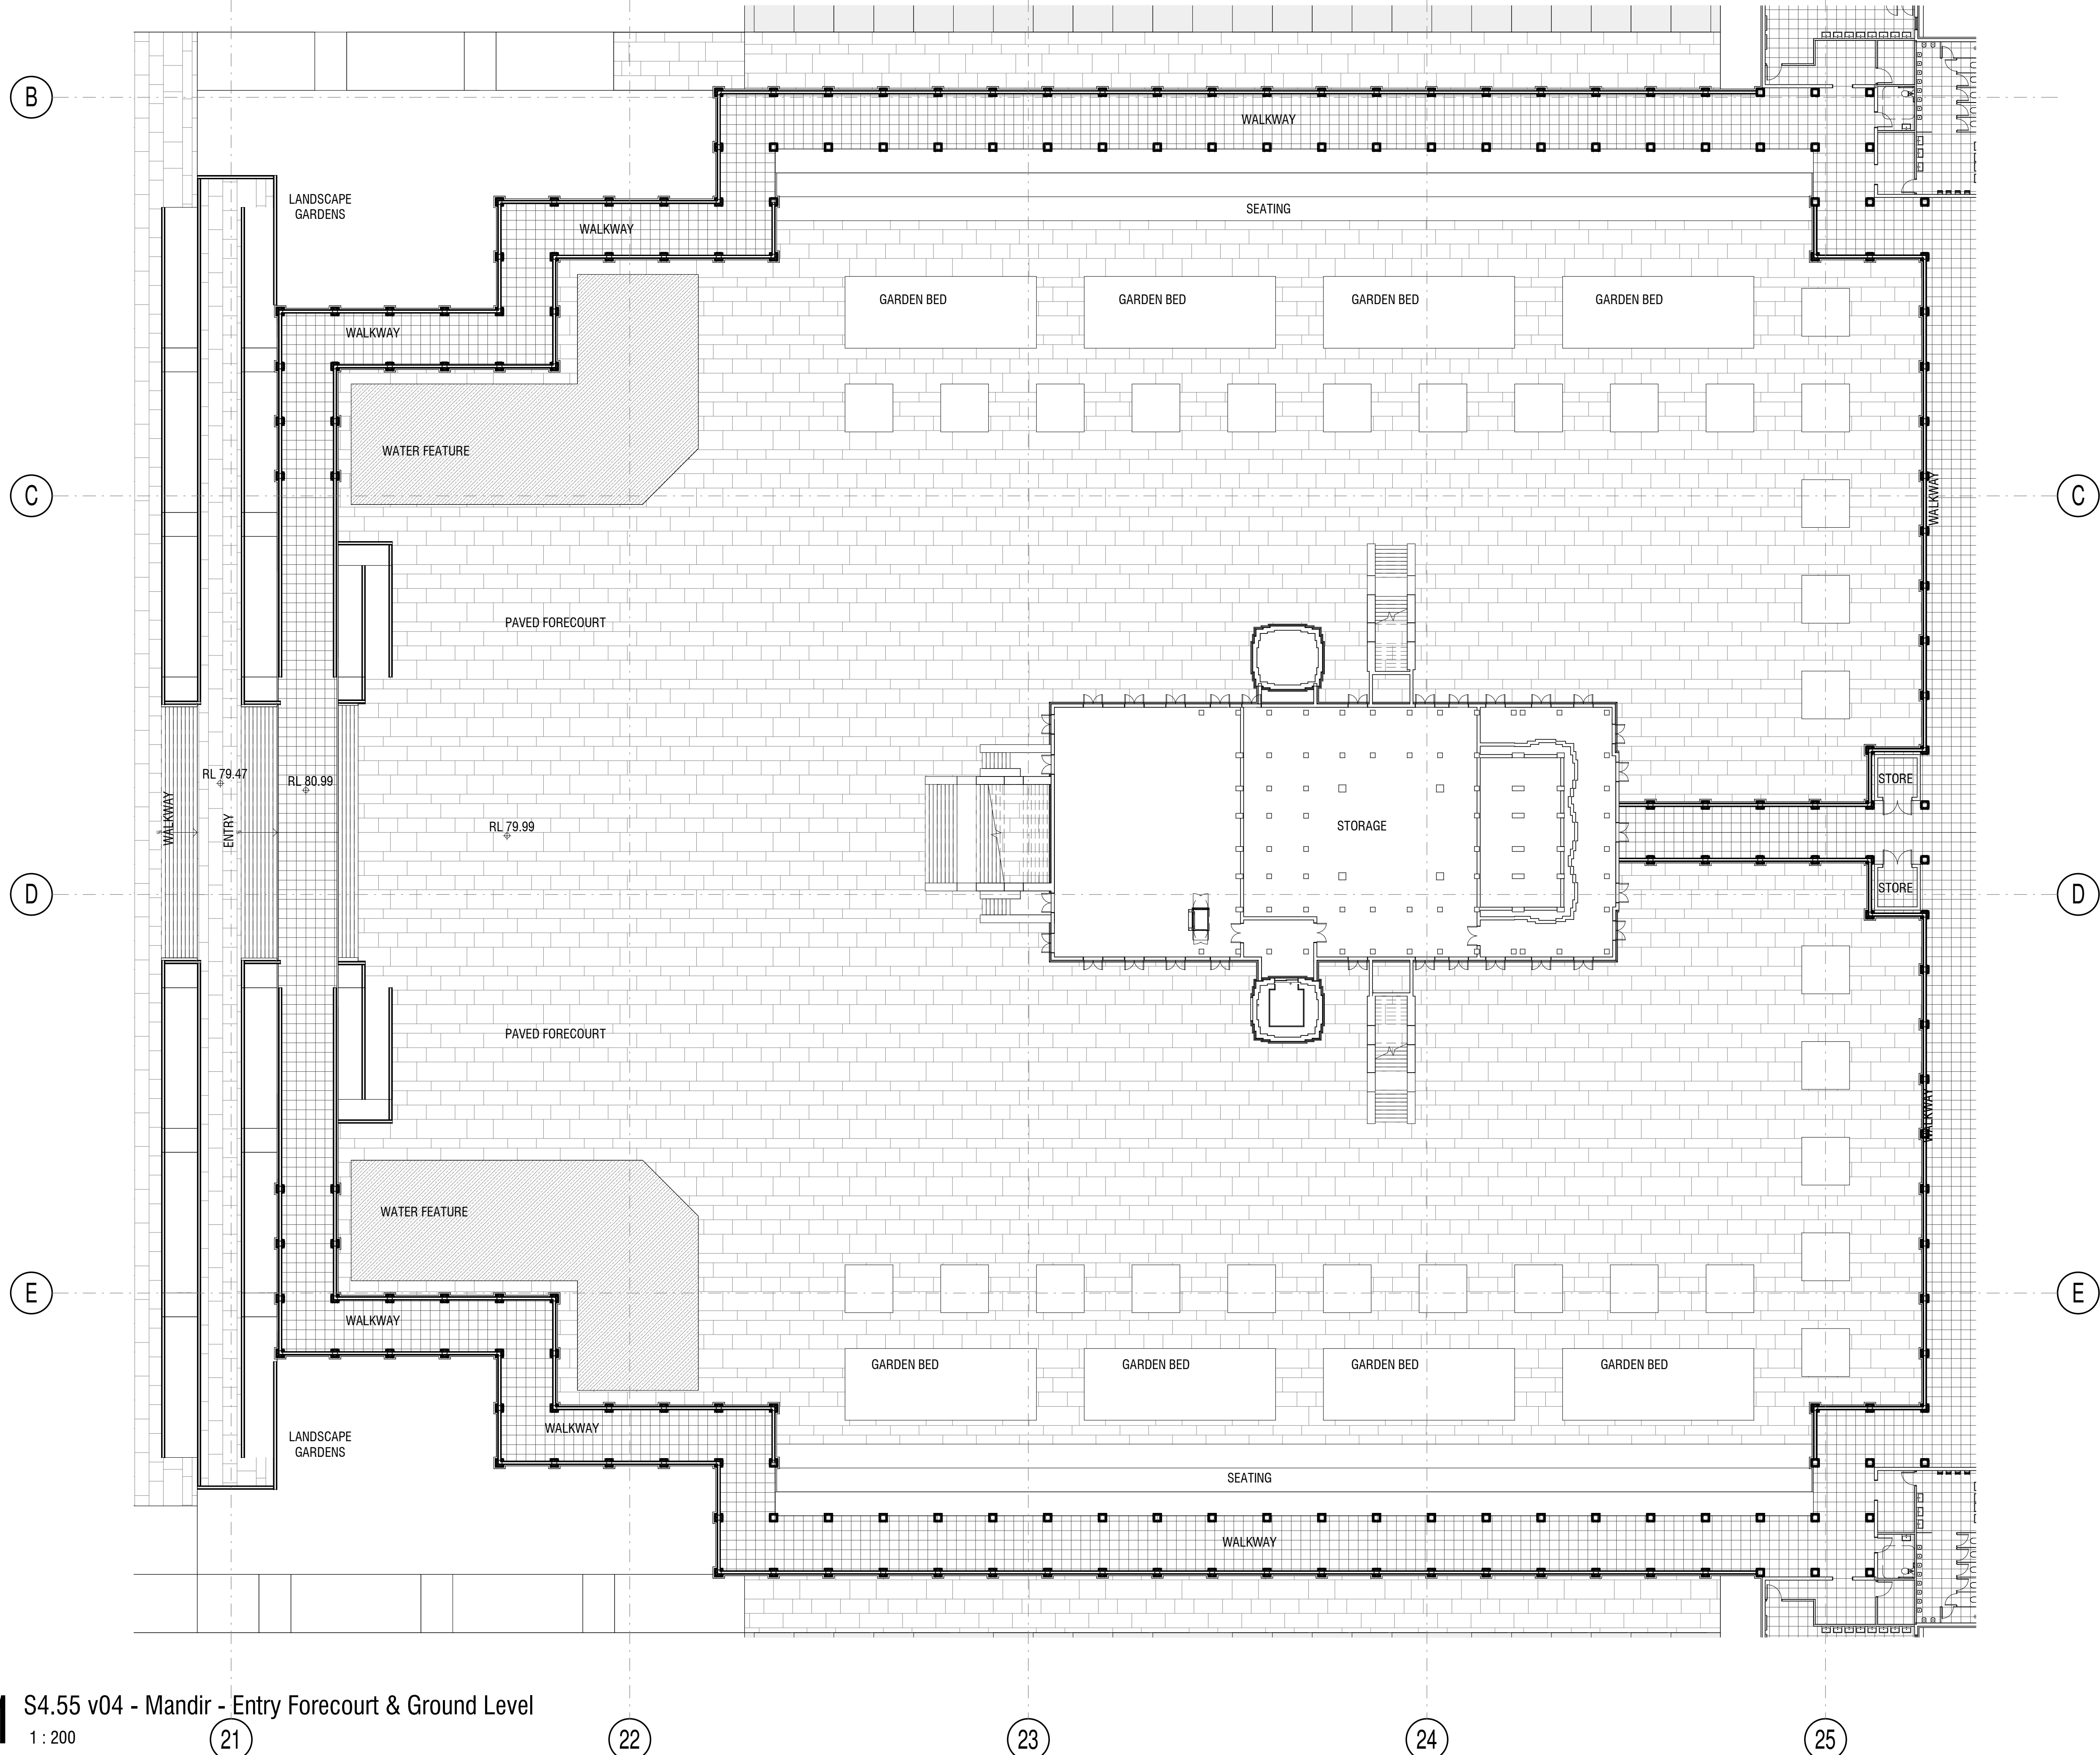 B
WALKWAY
LANDSCAPE
GARDENS
SEATING
WALKWAY
GARDEN BED
GARDEN BED
GARDEN BED
GARDEN BED
WALKWAY
WATER FEATURE
C
C
WALKWAY
PAVED FORECOURT
RL 79.47
RL 80.99
STORE
WALKWAY
ENTRY
RL 79.99
STORAGE
D
D
STORE
PAVED FORECOURT
WALKWAY
WATER FEATURE
E
E
WALKWAY
GARDEN BED
GARDEN BED
GARDEN BED
GARDEN BED
WALKWAY
LANDSCAPE
GARDENS
SEATING
WALKWAY
S4.55 v04 - Mandir - Entry Forecourt & Ground Level
1 : 200
21
22
23
24
25